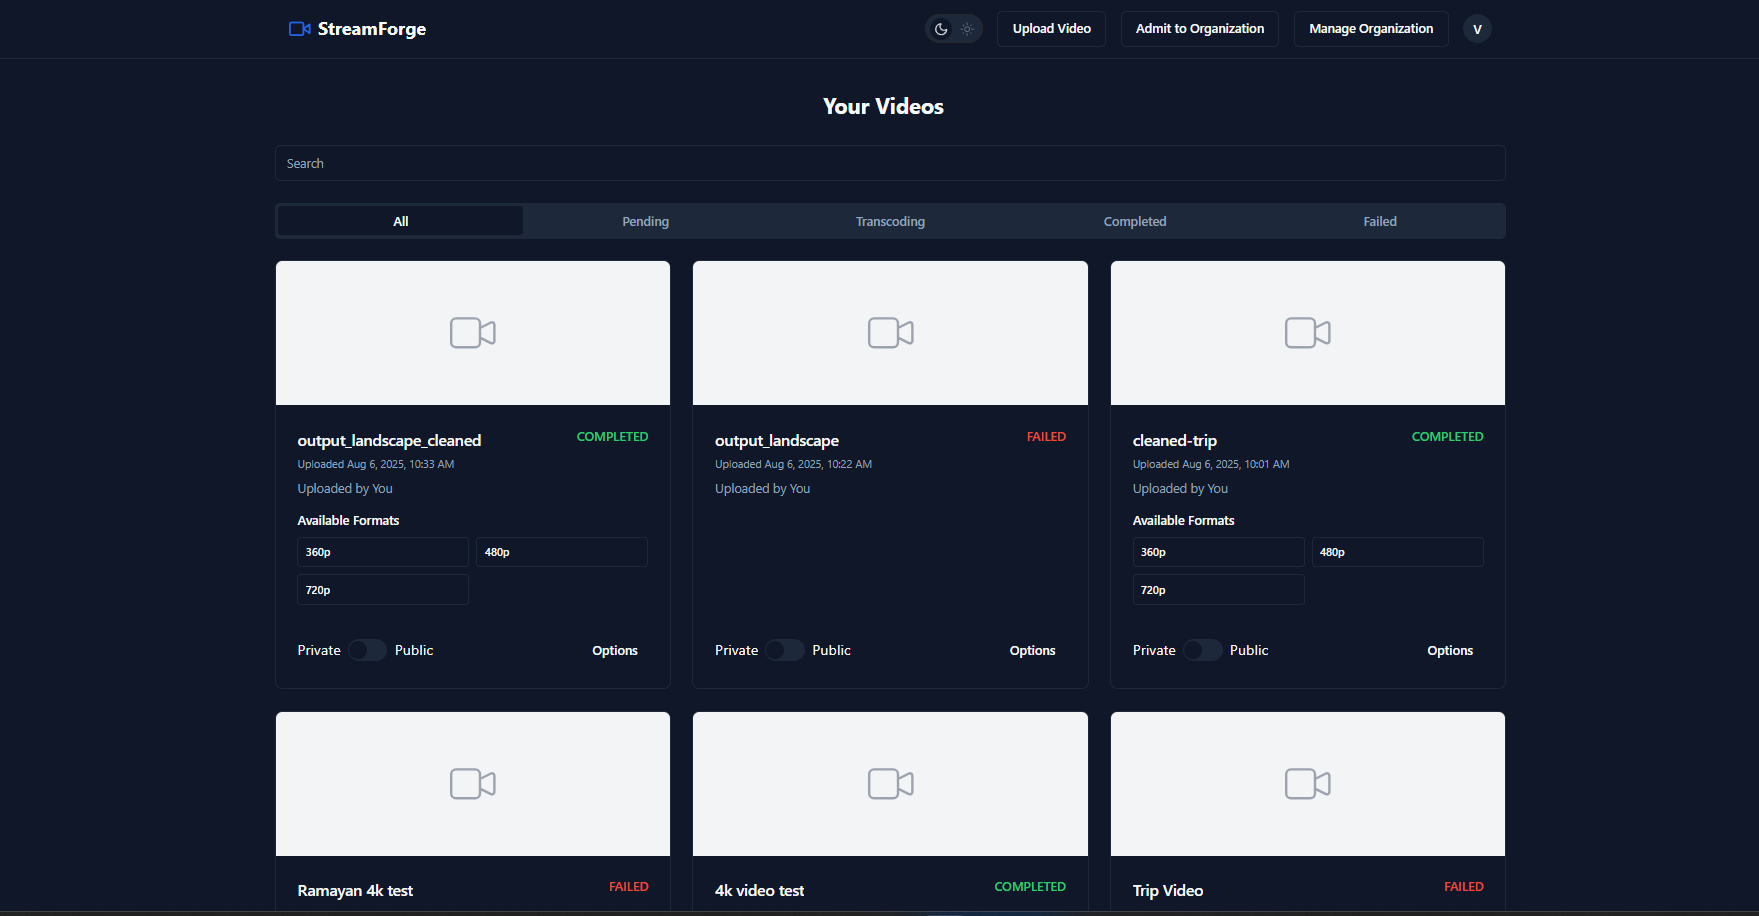 StreamForge
Upload Video
Admit to Organization
Manage Organization
V
Your Videos
Search
All
Pending
Transcoding
Completed
Failed
output_landscape_cleaned
COMPLETED
Uploaded Aug 6, 2025, 10:33 AM
Uploaded by You
Available Formats
360p
480p
720p
Private
Public
Options
output_landscape
FAILED
Uploaded Aug 6, 2025, 10:22 AM
Uploaded by You
Private
Public
Options
cleaned-trip
COMPLETED
Uploaded Aug 6, 2025, 10:01 AM
Uploaded by You
Available Formats
360p
480p
720p
Private
Public
Options
Ramayan 4k test
FAILED
4k video test
COMPLETED
Trip Video
FAILED